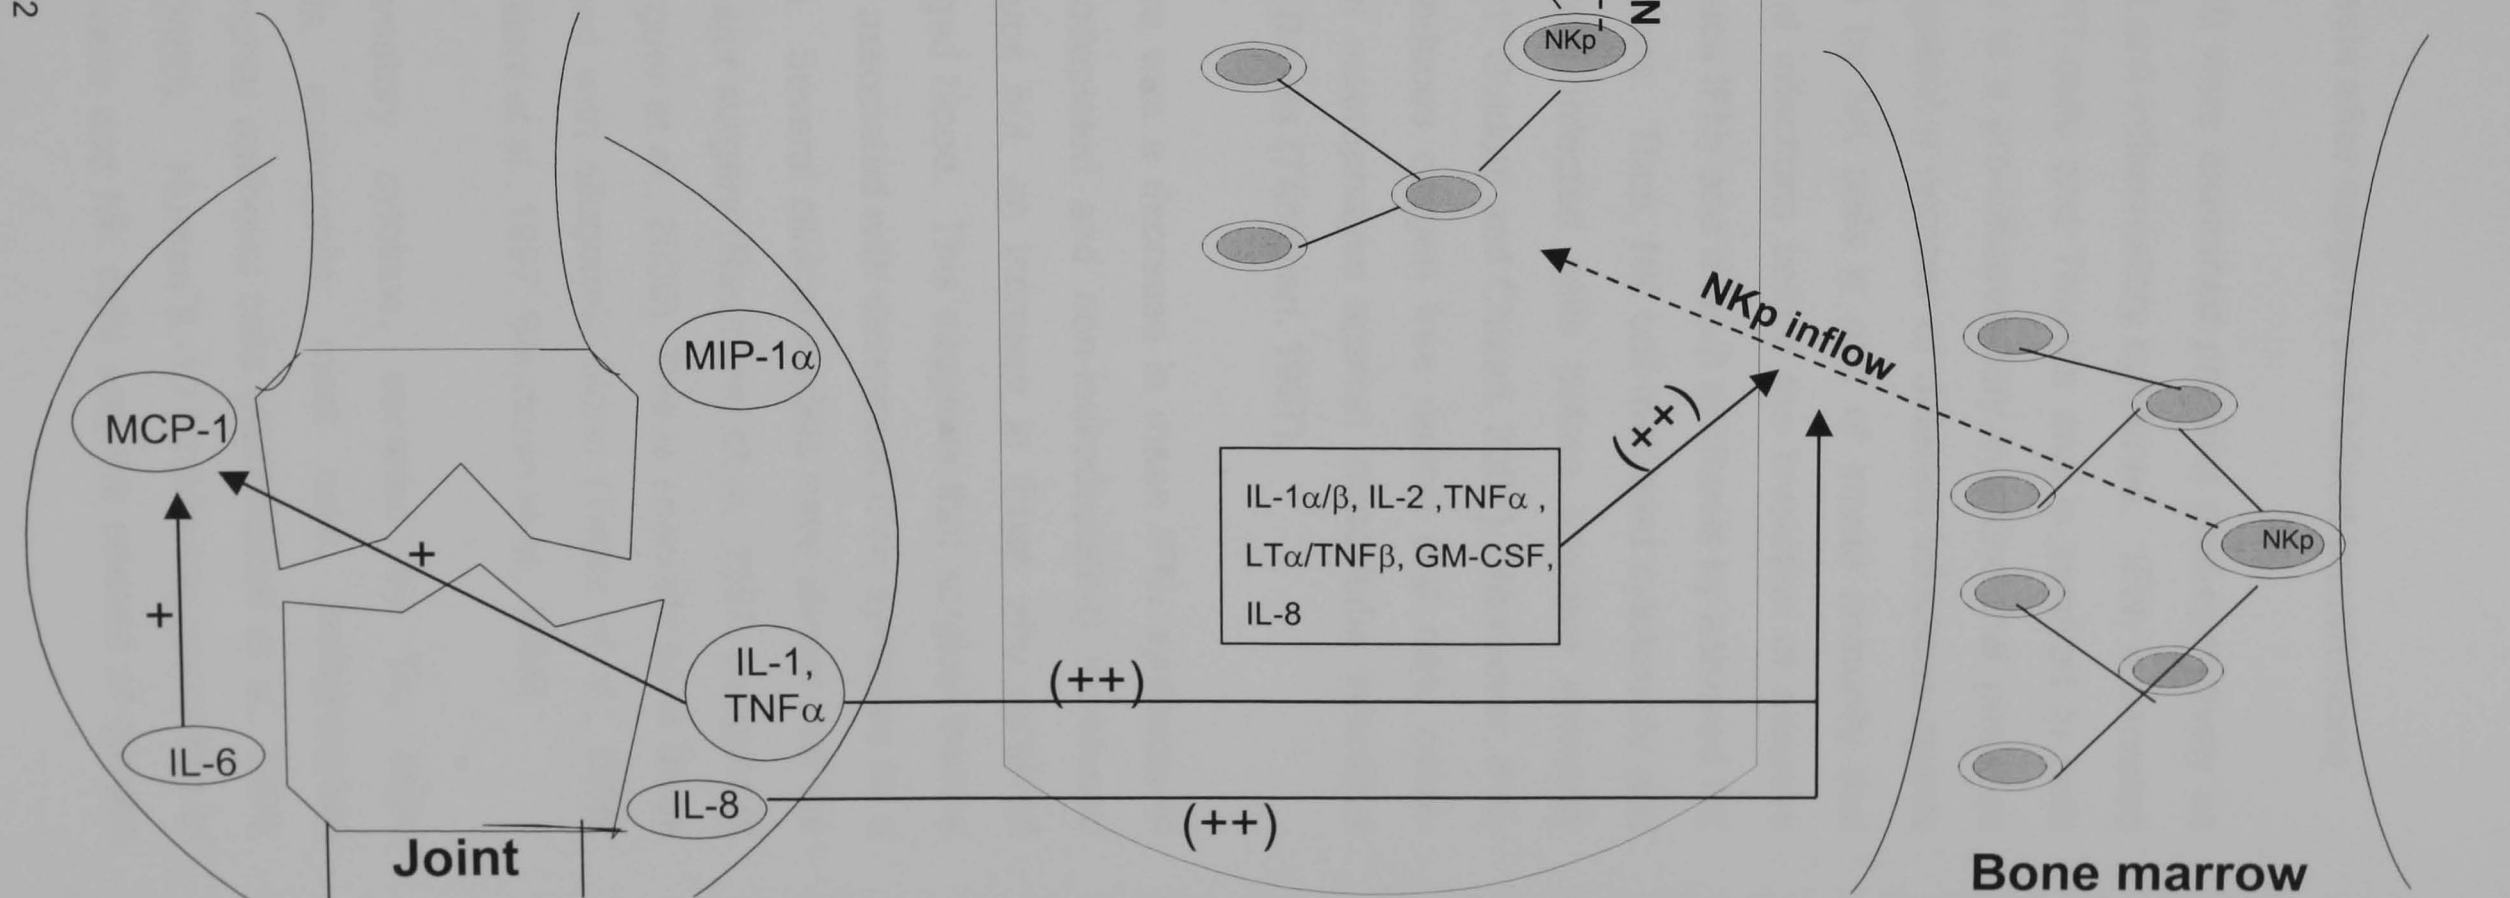 2
N
NKp
NKp inflow
MIP-1α
MCP-1
(++)
+
IL-1α/β, IL-2 ,TNFα ,
LTα/TNFβ, GM-CSF,
IL-8
NKp
+
IL-1,
TNFα
(++)
IL-6
IL-8
(++)
Joint
Bone marrow